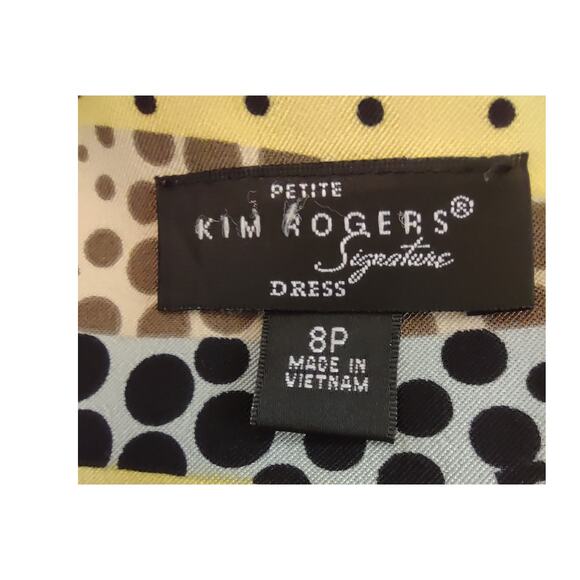 PETITE
KIM ROGERS®
Signature
DRESS
8P
MADE IN
VIETNAM